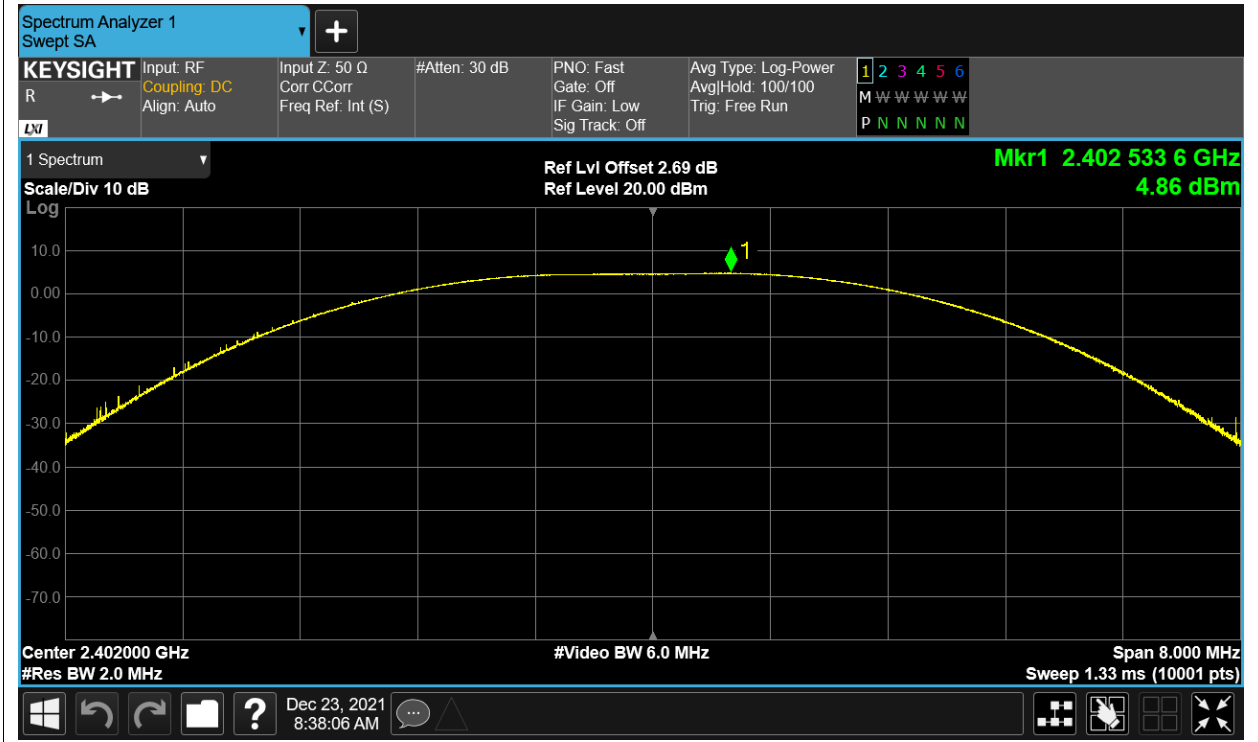 Spectrum Analyzer 1
Swept SA
+
KEYSIGHT
R
LXI
Input: RF
Coupling: DC
Align: Auto
Input Z: 50 Ω
Corr CCorr
Freq Ref: Int (S)
#Atten: 30 dB
PNO: Fast
Gate: Off
IF Gain: Low
Sig Track: Off
Avg Type: Log-Power
Avg|Hold: 100/100
Trig: Free Run
1 2 3 4 5 6
M W W W W W W
P N N N N N N
1 Spectrum
Scale/Div 10 dB
Log
Ref Lvl Offset 2.69 dB
Ref Level 20.00 dBm
Mkr1 2.402 533 6 GHz
4.86 dBm
1
10.0
0.00
-10.0
-20.0
-30.0
-40.0
-50.0
-60.0
-70.0
Center 2.402000 GHz
#Video BW 6.0 MHz
Span 8.000 MHz
#Res BW 2.0 MHz
Sweep 1.33 ms (10001 pts)
?
Dec 23, 2021
8:38:06 AM